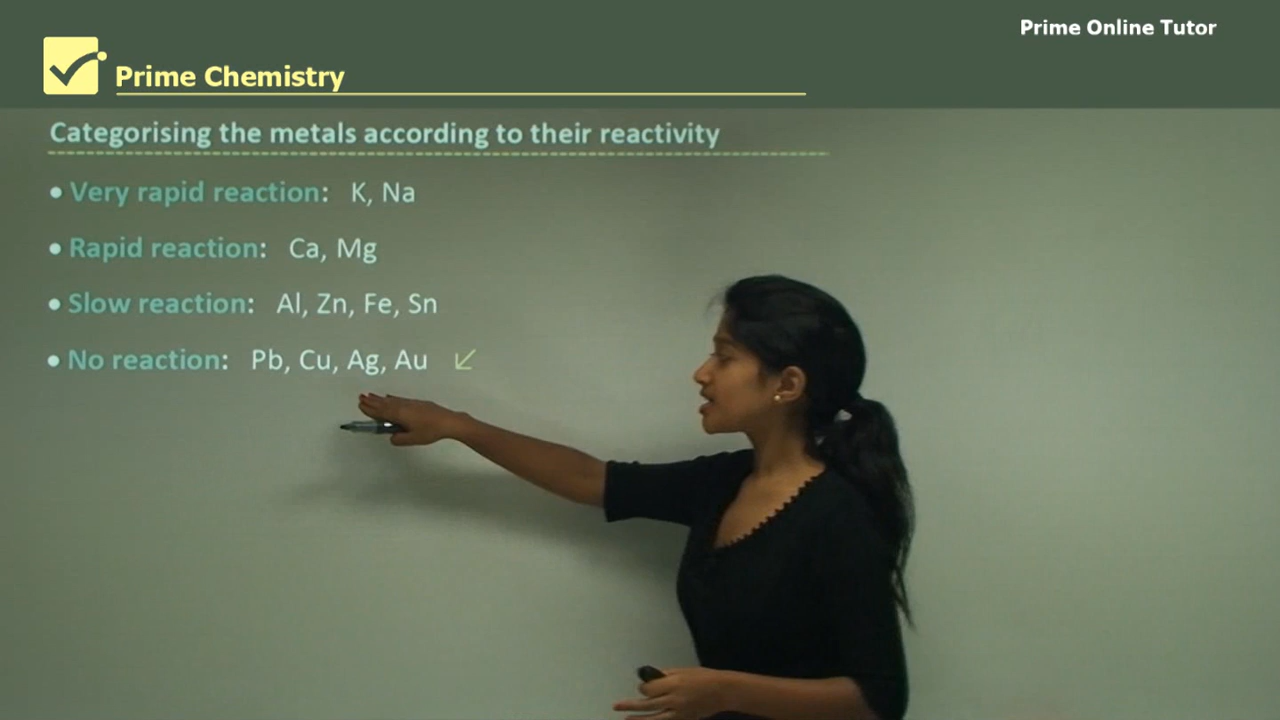 Prime Online Tutor
Prime Chemistry
Categorising the metals according to their reactivity
• Very rapid reaction: K, Na
• Rapid reaction: Ca, Mg
• Slow reaction: Al, Zn, Fe, Sn
• No reaction: Pb, Cu, Ag, Au ↙